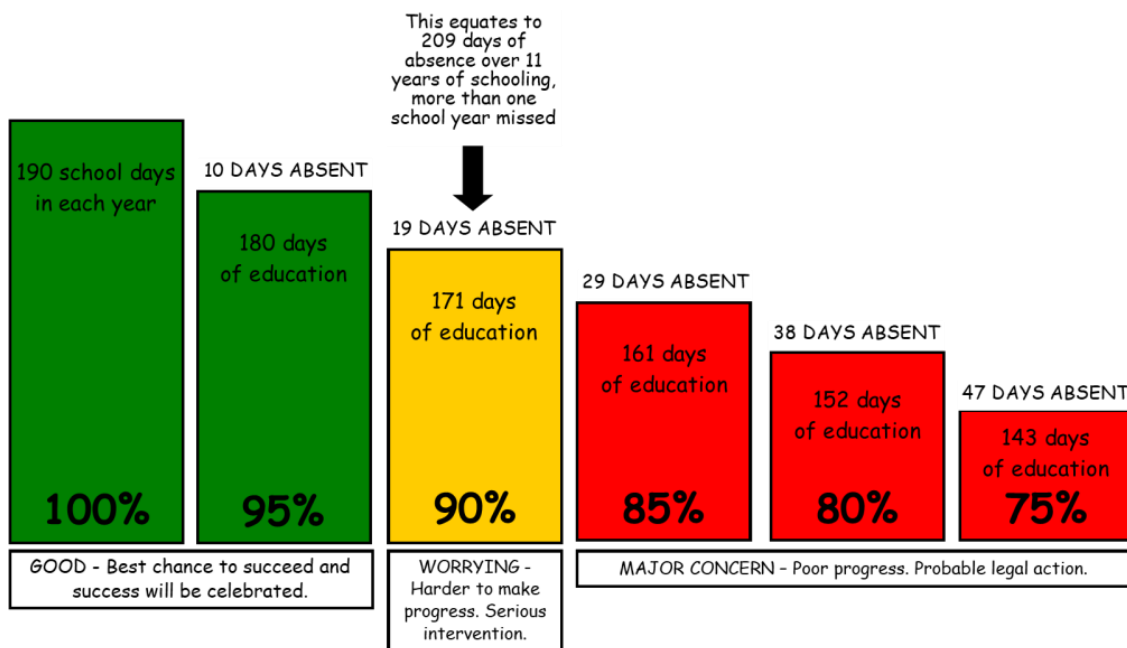 This equates to
209 days of
absence over 11
years of schooling,
more than one
school year missed
190 school days
in each year
100%
10 DAYS ABSENT
180 days
of education
95%
19 DAYS ABSENT
171 days
of education
90%
29 DAYS ABSENT
161 days
of education
85%
38 DAYS ABSENT
152 days
of education
80%
47 DAYS ABSENT
143 days
of education
75%
GOOD - Best chance to succeed and
success will be celebrated.
WORRYING -
Harder to make
progress. Serious
intervention.
MAJOR CONCERN – Poor progress. Probable legal action.